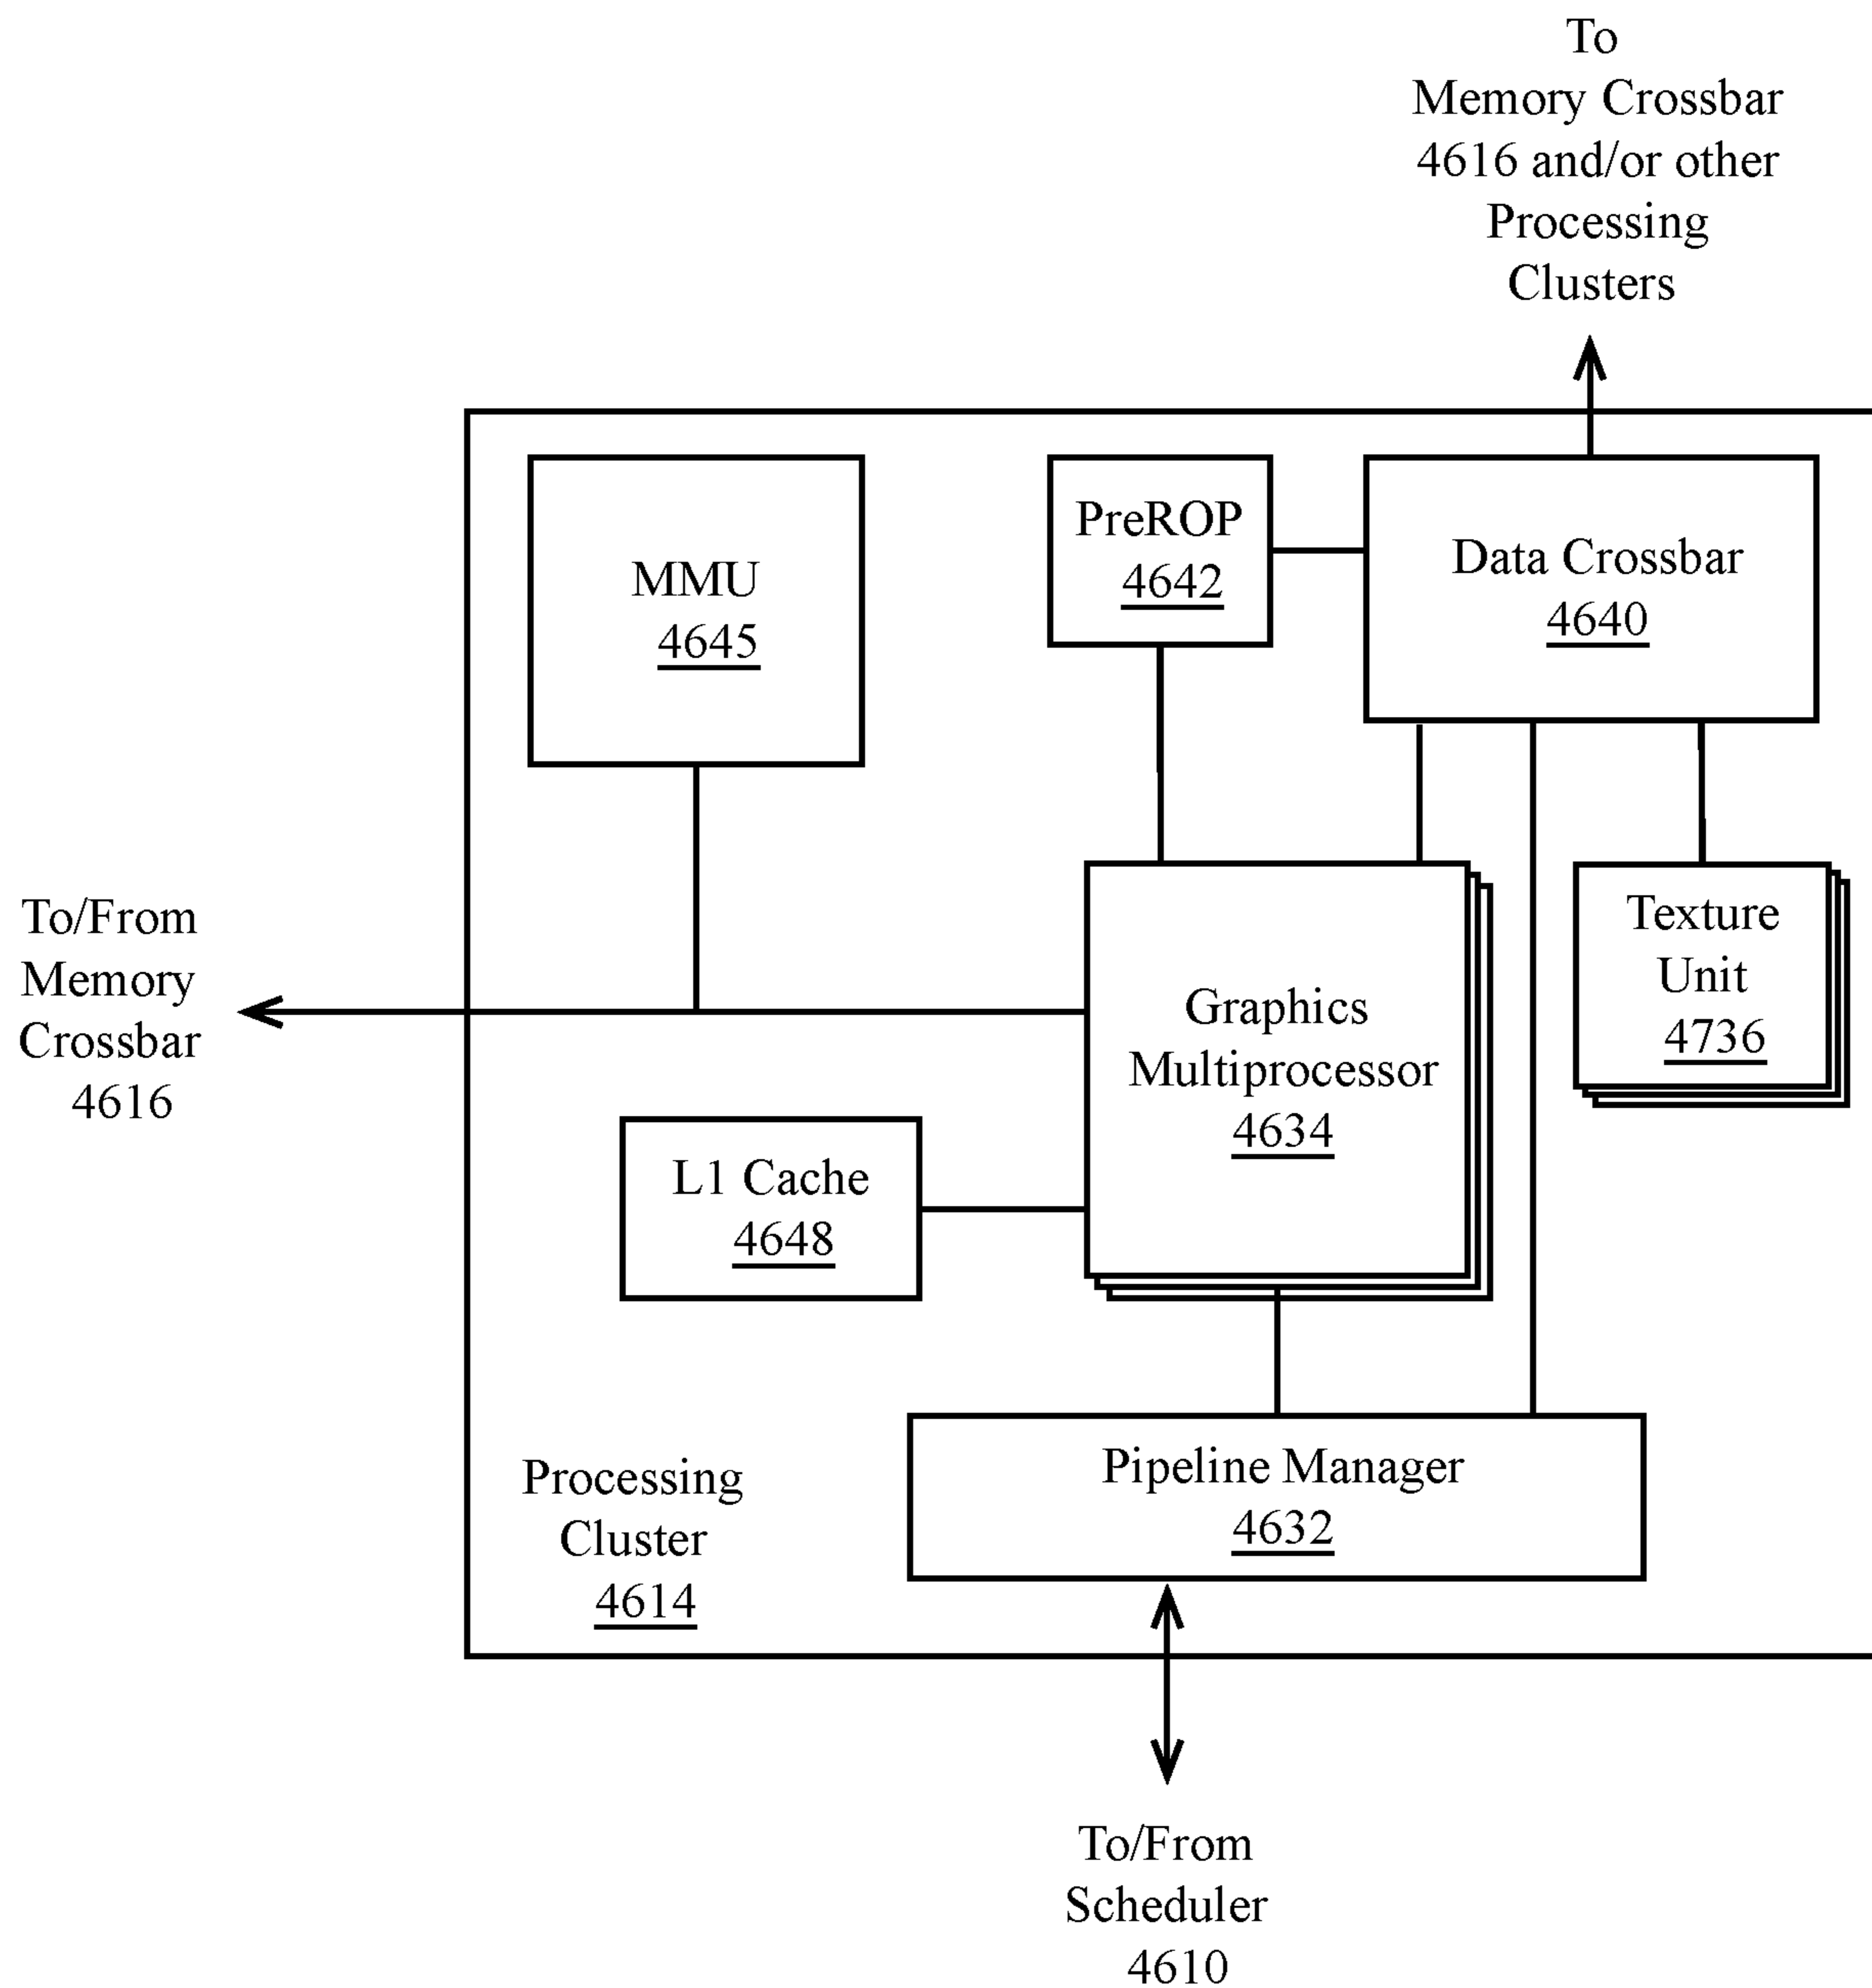 To
Memory Crossbar
4616 and/or other
Processing
Clusters
MMU
4645
PreROP
4642
Data Crossbar
4640
To/From
Memory
Crossbar
4616
Graphics
Multiprocessor
4634
Texture
Unit
4736
L1 Cache
4648
Pipeline Manager
4632
Processing
Cluster
4614
To/From
Scheduler
4610